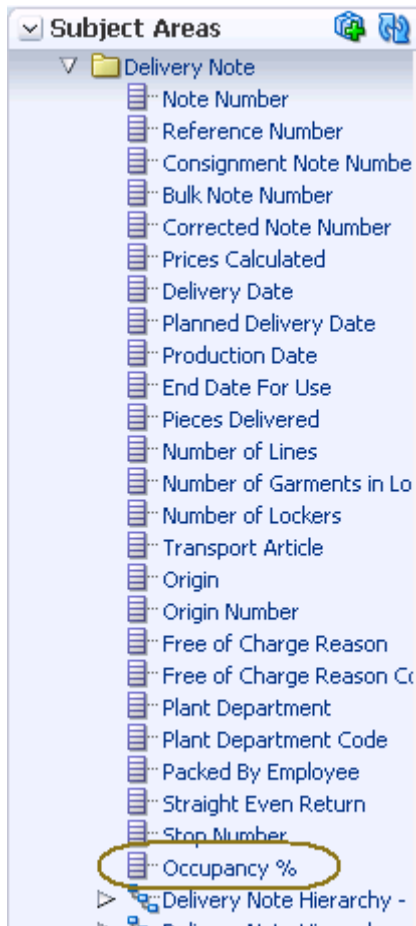 Subject Areas
Delivery Note
Note Number
Reference Number
Consignment Note Numbe
Bulk Note Number
Corrected Note Number
Prices Calculated
Delivery Date
Planned Delivery Date
Production Date
End Date For Use
Pieces Delivered
Number of Lines
Number of Garments in Lo
Number of Lockers
Transport Article
Origin
Origin Number
Free of Charge Reason
Free of Charge Reason Co
Plant Department
Plant Department Code
Packed By Employee
Straight Even Return
Stop Number
Occupancy %
Delivery Note Hierarchy -